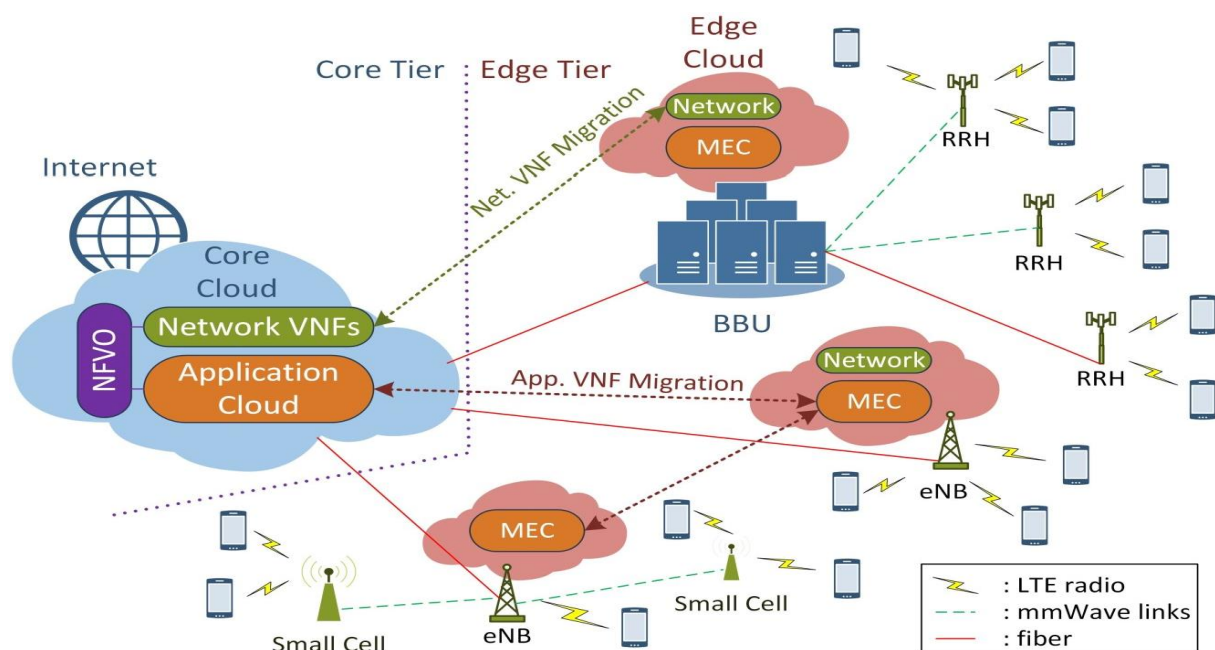 Edge
Cloud
Core Tier
Edge Tier
Network
MEC
Net. VNF Migration
RRH
Internet
RRH
Core
Cloud
NFVO
Network VNFs
BBU
Application
Cloud
App. VNF Migration
Network
MEC
RRH
eNB
MEC
Small Cell
eNB
Small Cell
: LTE radio
: mmWave links
: fiber